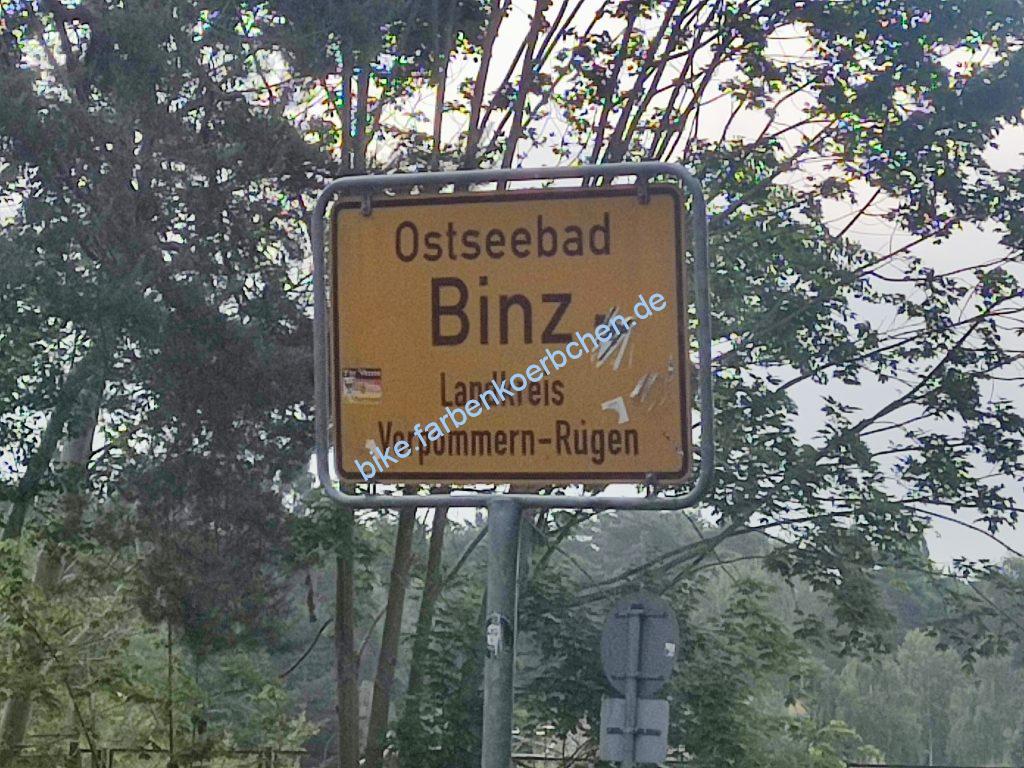 Ostseebad
Binz
Landkreis
Vorpommern-Rügen
bike.farbenkoerbchen.de